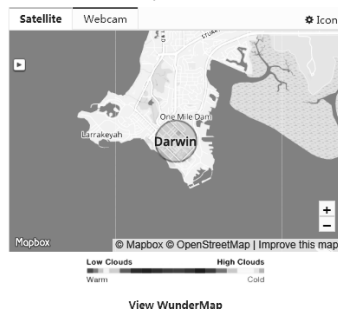 Satellite Webcam Icon
STUART
One Mile Dam
Larrakeyah
Darwin
+
−
Mapbox © Mapbox © OpenStreetMap | Improve this map
Low Clouds High Clouds
Warm Cold
View WunderMap